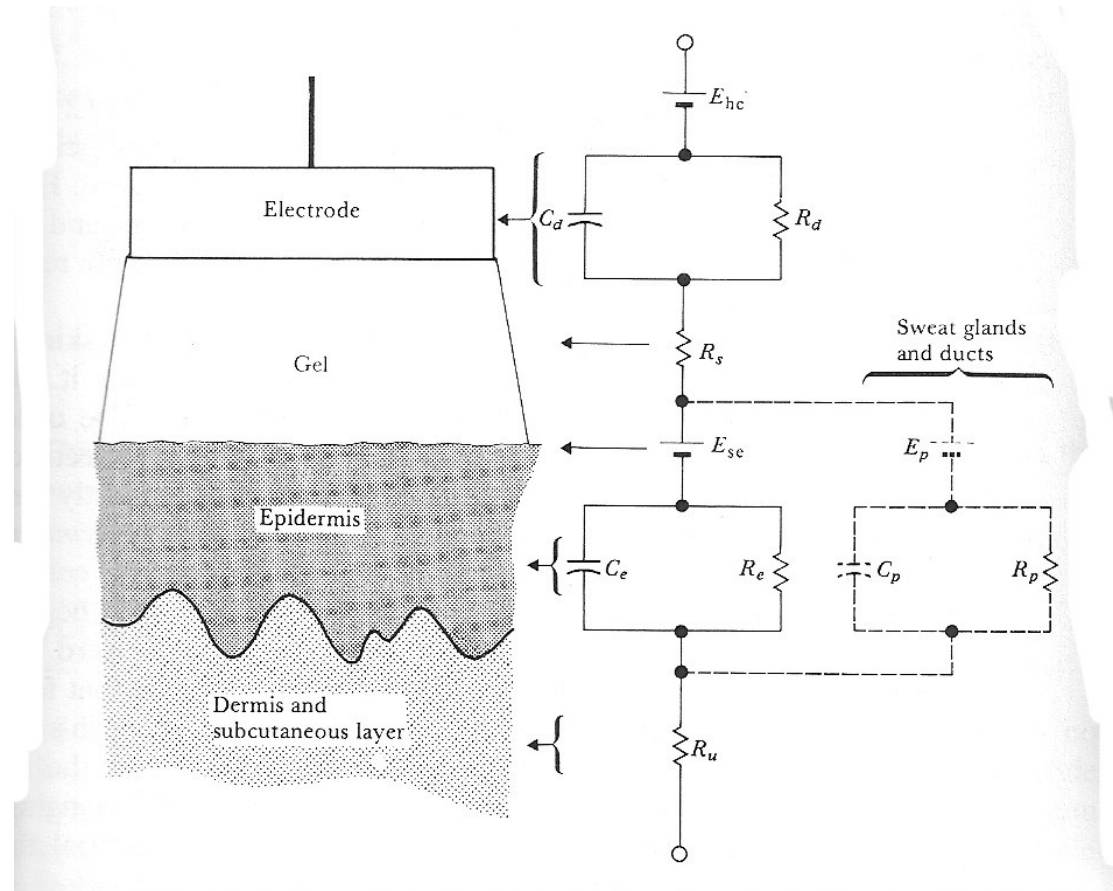 E_hc
Electrode
C_d
R_d
Sweat glands
and ducts
Gel
R_s
E_se
E_p
Epidermis
C_e
R_e
C_p
R_p
Dermis and
subcutaneous layer
R_u